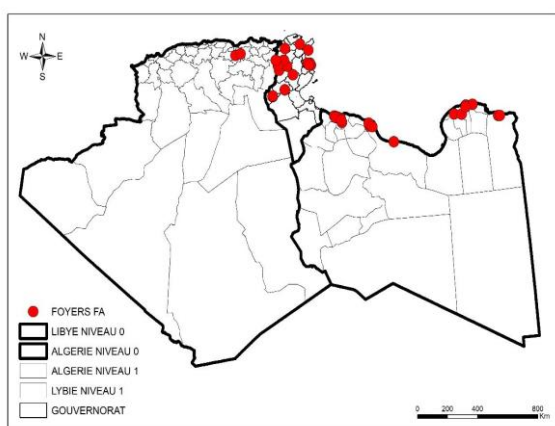 N
W E
S
FOYERS FA
LIBYE NIVEAU 0
ALGERIE NIVEAU 0
ALGERIE NIVEAU 1
LYBIE NIVEAU 1
GOUVERNORAT
0 200 400 800
Km